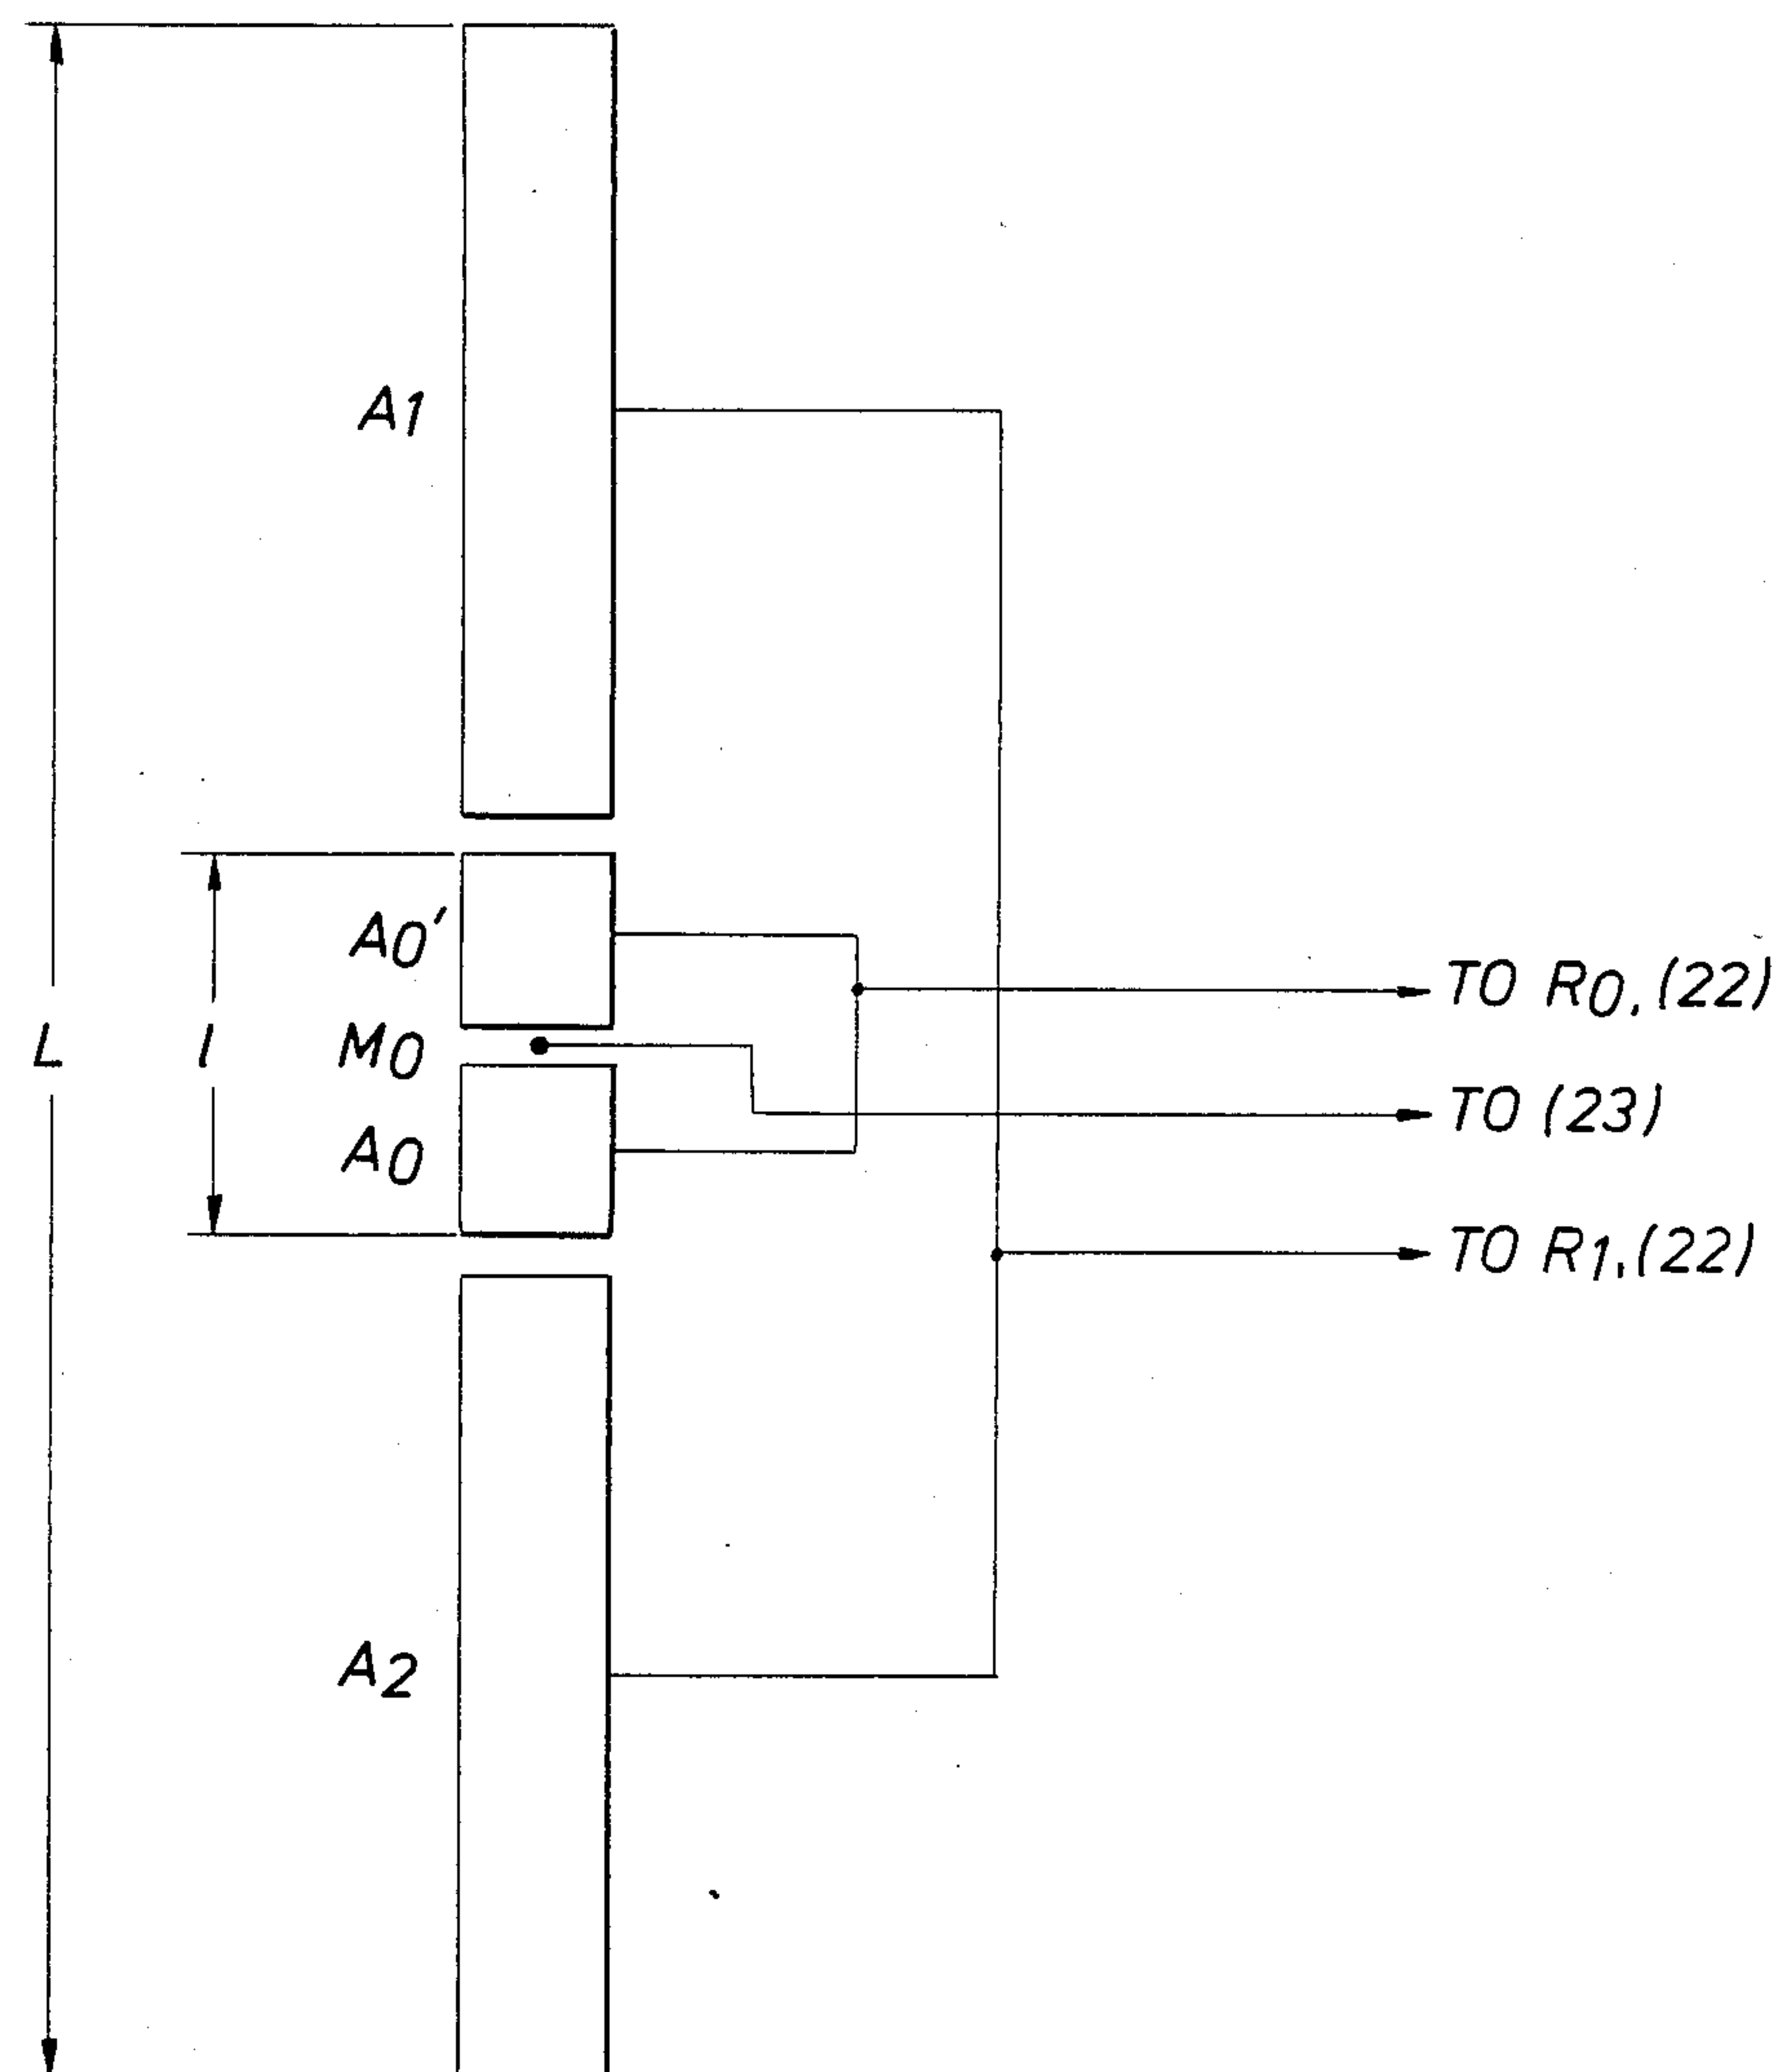 A1
A0'
TO R0, (22)
L
l
M0
TO (23)
A0
TO R1, (22)
A2